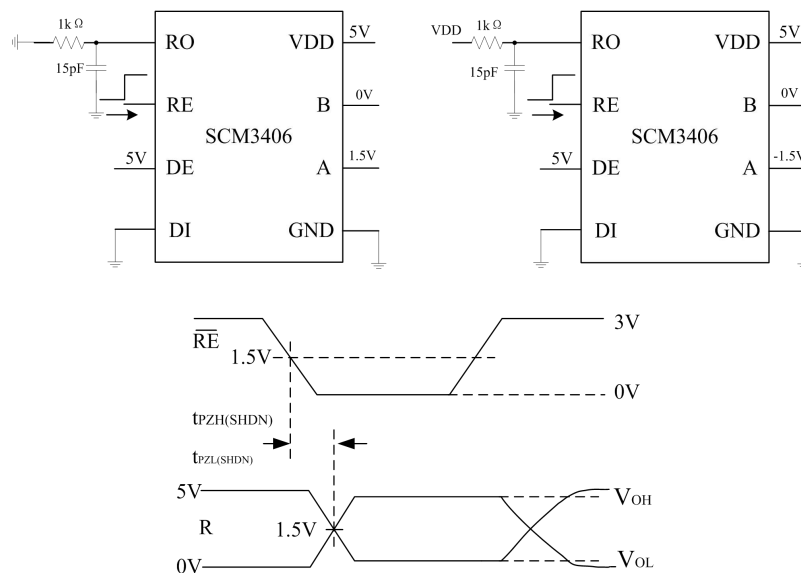 1kΩ
RO
VDD
5V
15pF
RE
B
0V
SCM3406
5V
DE
A
1.5V
DI
GND
VDD
1kΩ
RO
VDD
5V
15pF
RE
B
0V
SCM3406
5V
DE
A
-1.5V
DI
GND
RE
3V
1.5V
0V
tPZH(SHDN)
tPZL(SHDN)
5V
VOH
R
1.5V
0V
VOL